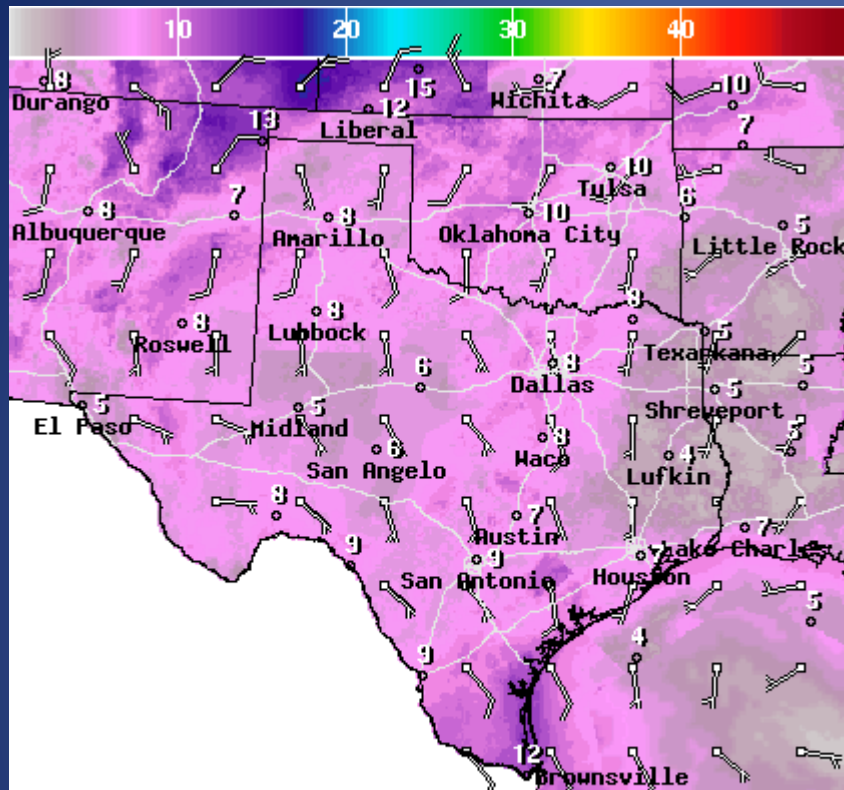 10 20 30 40
8 15 7 10
Durango 12 Wichita
13 Liberal 7
7 10
8 8 Tulsa 6
Albuquerque Amarillo 10 5
Oklahoma City Little Rock
8 8 8 5
Roswell Lubbock Texarkana
6 8 5 5
5 5 Dallas Shreveport
El Paso Midland 8 4 5
6 Waco Lufkin
San Angelo
8 7 7
9 Austin Lake Charles
9 7
San Antonio Houston
5
9 4
12
Brownsville